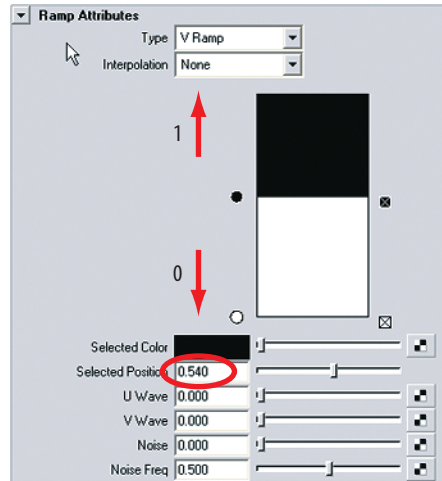 Ramp Attributes
Type V Ramp
Interpolation None
1
0
Selected Color
Selected Position 0.540
U Wave 0.000
V Wave 0.000
Noise 0.000
Noise Freq 0.500